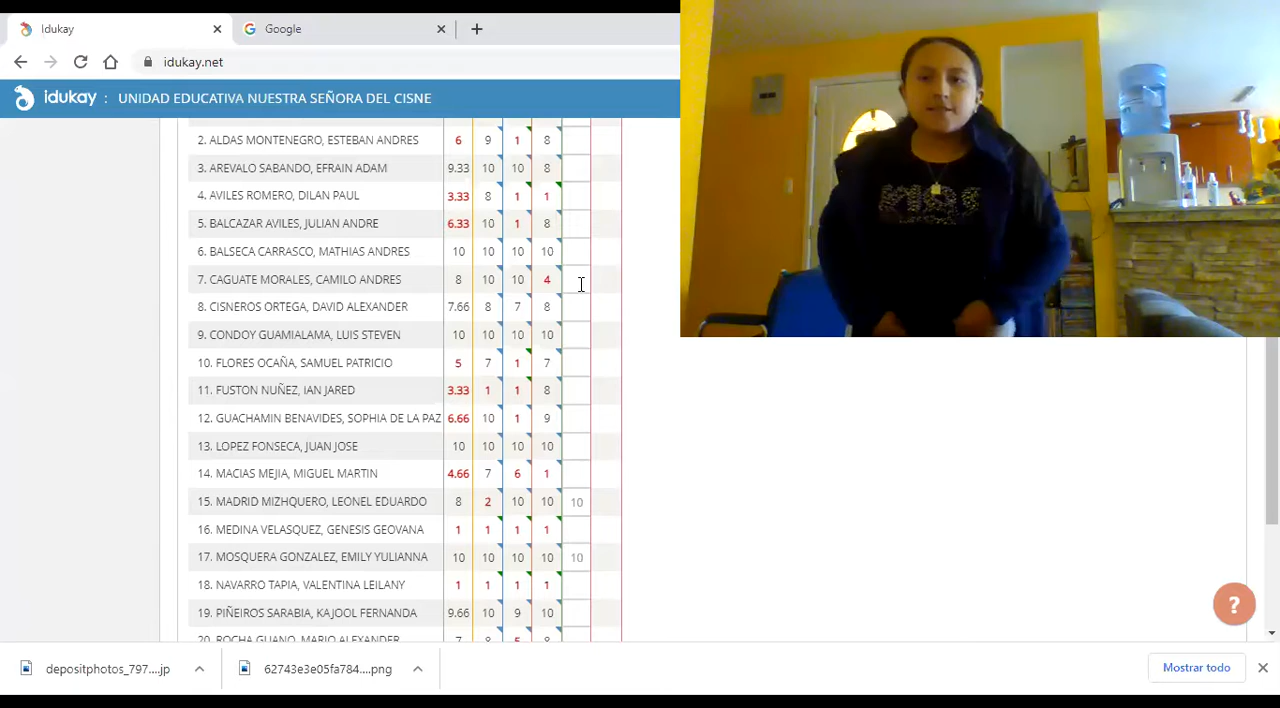 Idukay
Google
idukay.net
idukay : UNIDAD EDUCATIVA NUESTRA SEÑORA DEL CISNE
2. ALDAS MONTENEGRO, ESTEBAN ANDRES 6 9 1 8
3. AREVALO SABANDO, EFRAIN ADAM 9.33 10 10 8
4. AVILES ROMERO, DILAN PAUL 3.33 8 1 1
5. BALCAZAR AVILES, JULIAN ANDRE 6.33 10 1 8
6. BALSECA CARRASCO, MATHIAS ANDRES 10 10 10 10
7. CAGUATE MORALES, CAMILO ANDRES 8 10 10 4
8. CISNEROS ORTEGA, DAVID ALEXANDER 7.66 8 7 8
9. CONDOY GUAMIALAMA, LUIS STEVEN 10 10 10 10
10. FLORES OCAÑA, SAMUEL PATRICIO 5 7 1 7
11. FUSTON NUÑEZ, IAN JARED 3.33 1 1 8
12. GUACHAMIN BENAVIDES, SOPHIA DE LA PAZ 6.66 10 1 9
13. LOPEZ FONSECA, JUAN JOSE 10 10 10 10
14. MACIAS MEJIA, MIGUEL MARTIN 4.66 7 6 1
15. MADRID MIZHQUERO, LEONEL EDUARDO 8 2 10 10 10
16. MEDINA VELASQUEZ, GENESIS GEOVANA 1 1 1 1
17. MOSQUERA GONZALEZ, EMILY YULIANNA 10 10 10 10 10
18. NAVARRO TAPIA, VALENTINA LEILANY 1 1 1 1
19. PIÑEIROS SARABIA, KAJOOL FERNANDA 9.66 10 9 10
20. ROCHA GUANO, MARIO ALEXANDER 7 8 5 8
?
depositphotos_797....jp
62743e3e05fa784....png
Mostrar todo